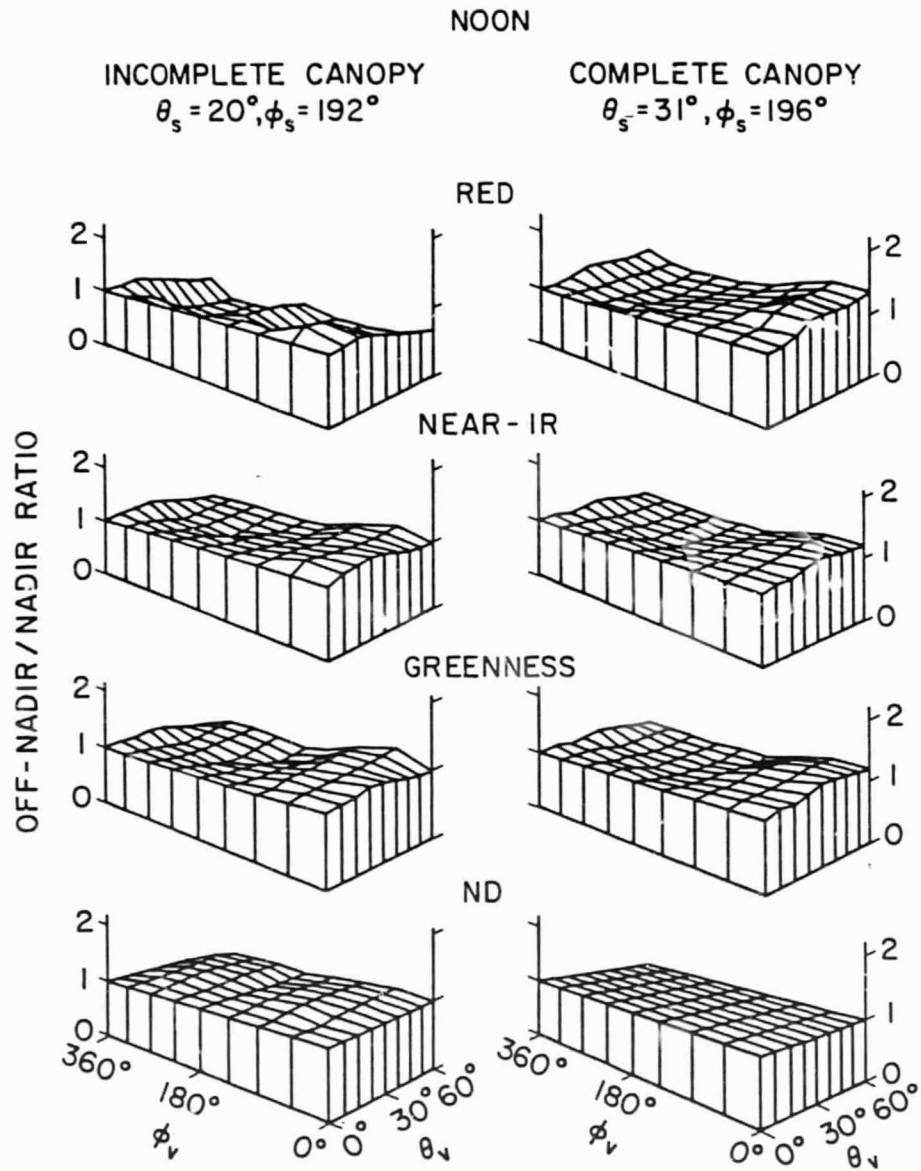 NOON
INCOMPLETE CANOPY
θs = 20°, φs = 192°
COMPLETE CANOPY
θs = 31°, φs = 196°
RED
2
1
0
2
1
0
NEAR-IR
2
1
0
2
1
0
OFF-NADIR/NADIR RATIO
GREENNESS
2
1
0
2
1
0
ND
2
1
0
2
1
0
360°
180°
0°
φv
0°
30°
60°
θv
360°
180°
0°
φv
0°
30°
60°
θv